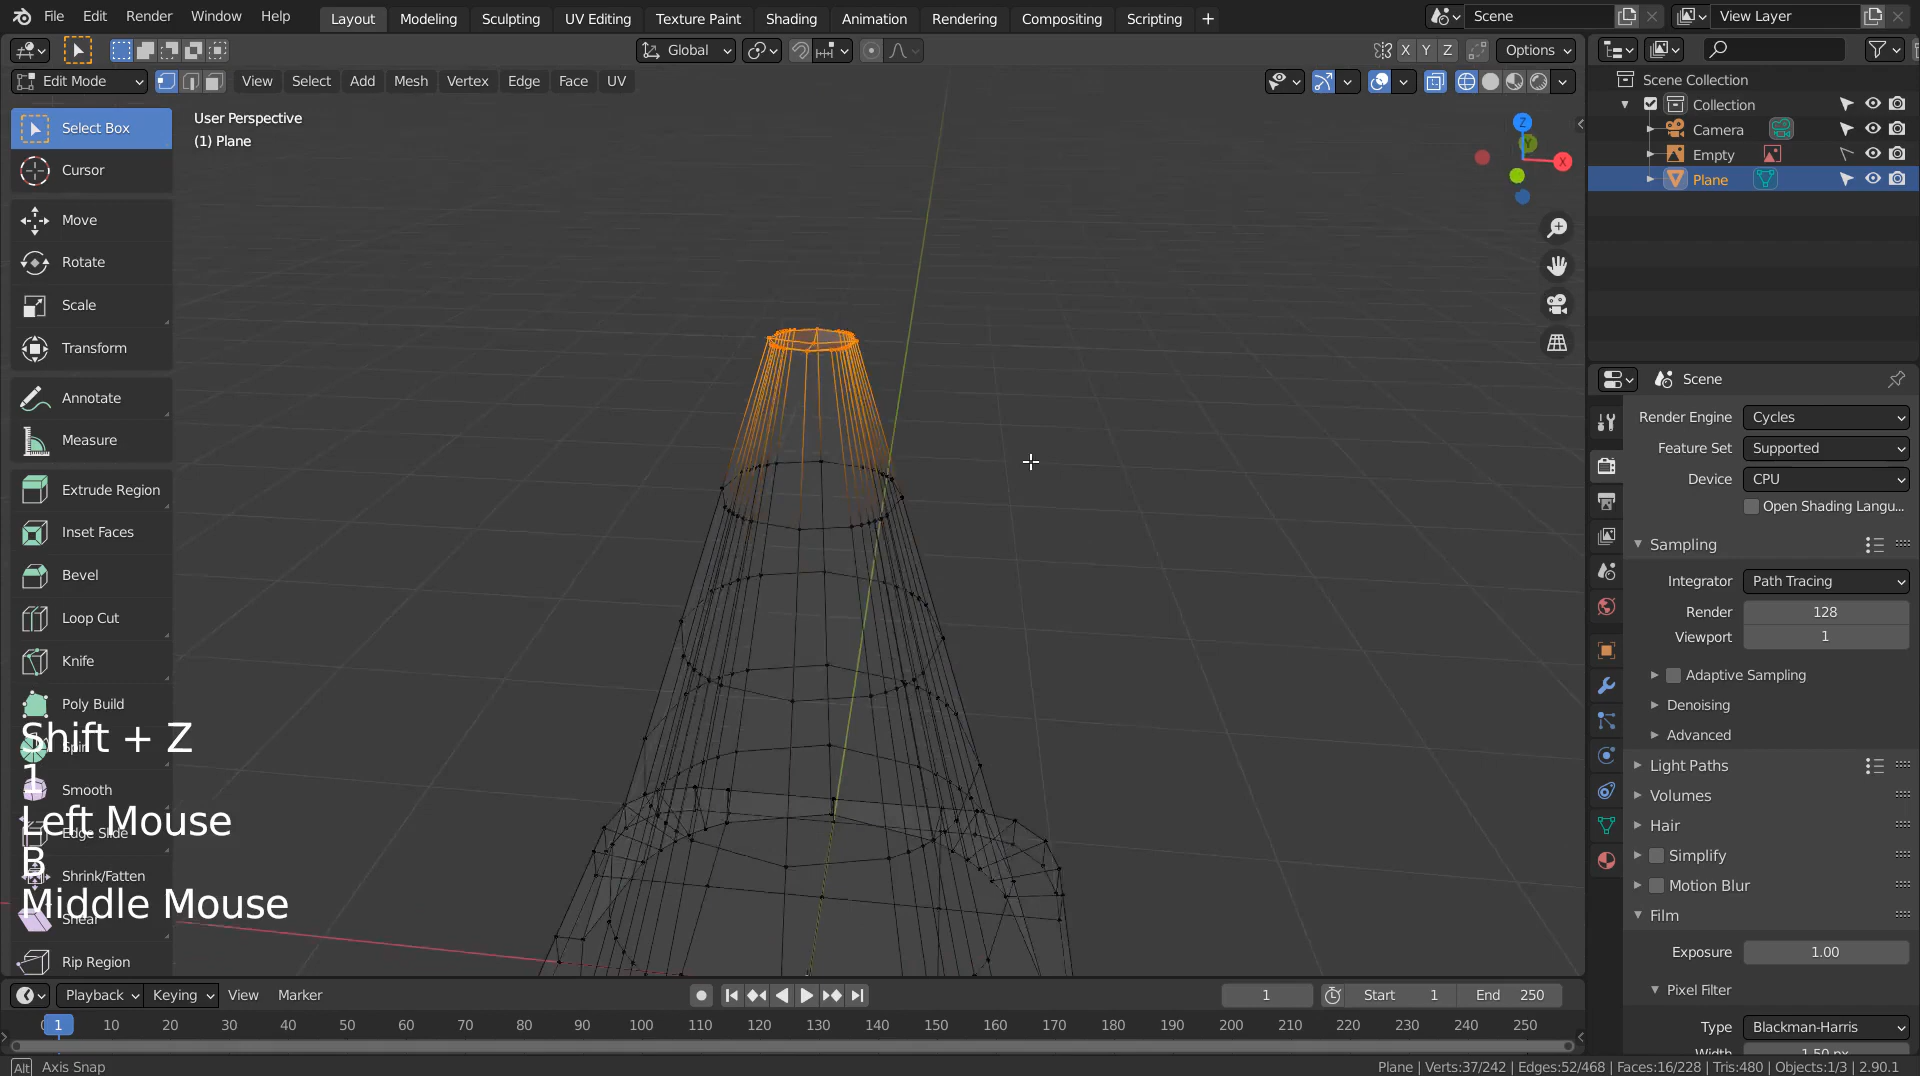 File Edit Render Window Help Layout Modeling Sculpting UV Editing Texture Paint Shading Animation Rendering Compositing Scripting + Scene View Layer
Global X Y Z Options
Edit Mode View Select Add Mesh Vertex Edge Face UV
Select Box
Cursor
Move
Rotate
Scale
Transform
Annotate
Measure
Extrude Region
Inset Faces
Bevel
Loop Cut
Knife
Poly Build
Spin
Smooth
Edge Slide
Shrink/Fatten
Shear
Rip Region
Shift + Z
1
Left Mouse
B
Middle Mouse
User Perspective
(1) Plane
Z
Y
X
Scene Collection
Collection
Camera
Empty
Plane
Scene
Render Engine Cycles
Feature Set Supported
Device CPU
Open Shading Langu...
Sampling
Integrator Path Tracing
Render 128
Viewport 1
Adaptive Sampling
Denoising
Advanced
Light Paths
Volumes
Hair
Simplify
Motion Blur
Film
Exposure 1.00
Pixel Filter
Type Blackman-Harris
Width 1.50 px
Playback Keying View Marker 1 Start 1 End 250
1 10 20 30 40 50 60 70 80 90 100 110 120 130 140 150 160 170 180 190 200 210 220 230 240 250
Alt Axis Snap
Plane | Verts:37/242 | Edges:52/468 | Faces:16/228 | Tris:480 | Objects:1/3 | 2.90.1